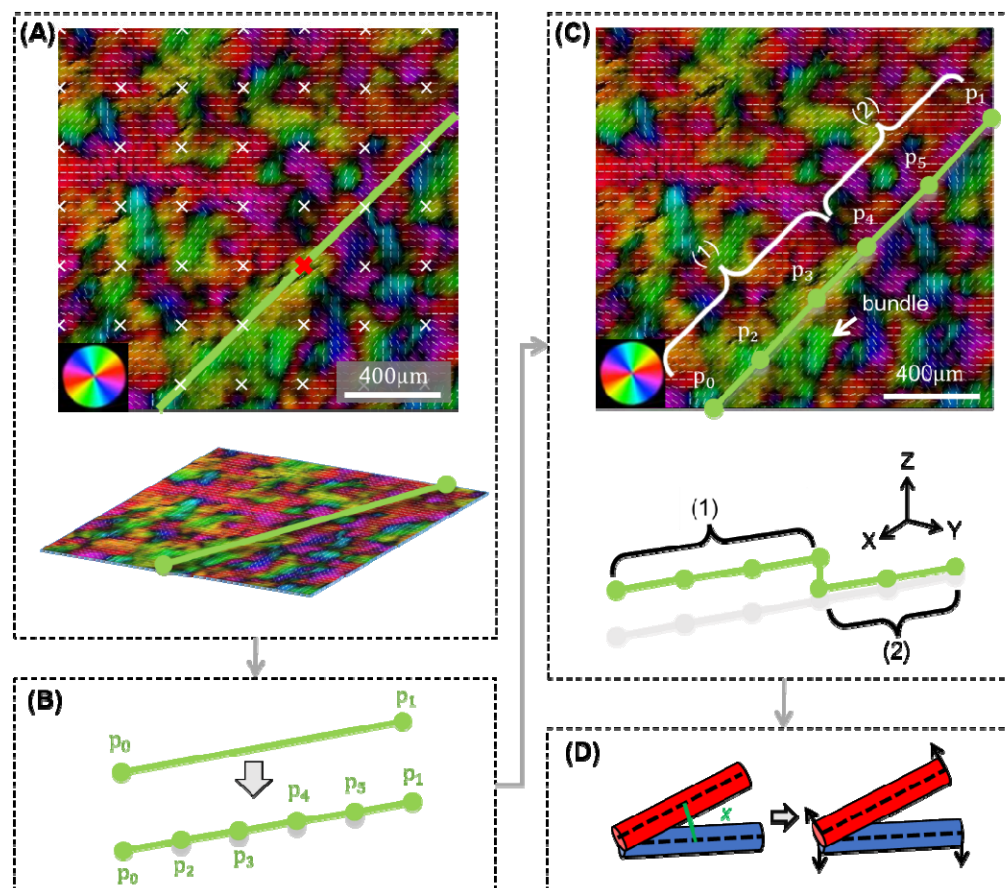 (A)
400μm
(B)
p₀
p₁
p₀
p₂
p₃
p₄
p₅
p₁
(C)
(1)
(2)
p₀
p₂
p₃
p₄
p₅
p₁
bundle
400μm
(1)
(2)
Z
X
Y
(D)
x